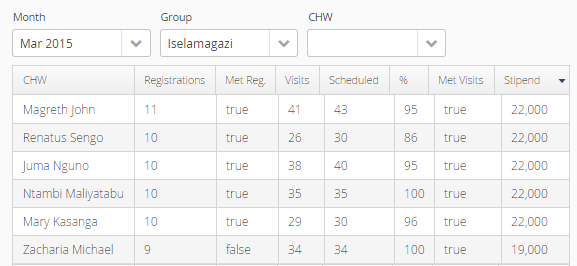 Month Group CHW
Mar 2015 Iselamagazi
CHW Registrations Met Reg. Visits Scheduled % Met Visits Stipend
Magreth John 11 true 41 43 95 true 22,000
Renatus Sengo 10 true 26 30 86 true 22,000
Juma Nguno 10 true 38 40 95 true 22,000
Ntambi Maliyatabu 10 true 35 35 100 true 22,000
Mary Kasanga 10 true 29 30 96 true 22,000
Zacharia Michael 9 false 34 34 100 true 19,000